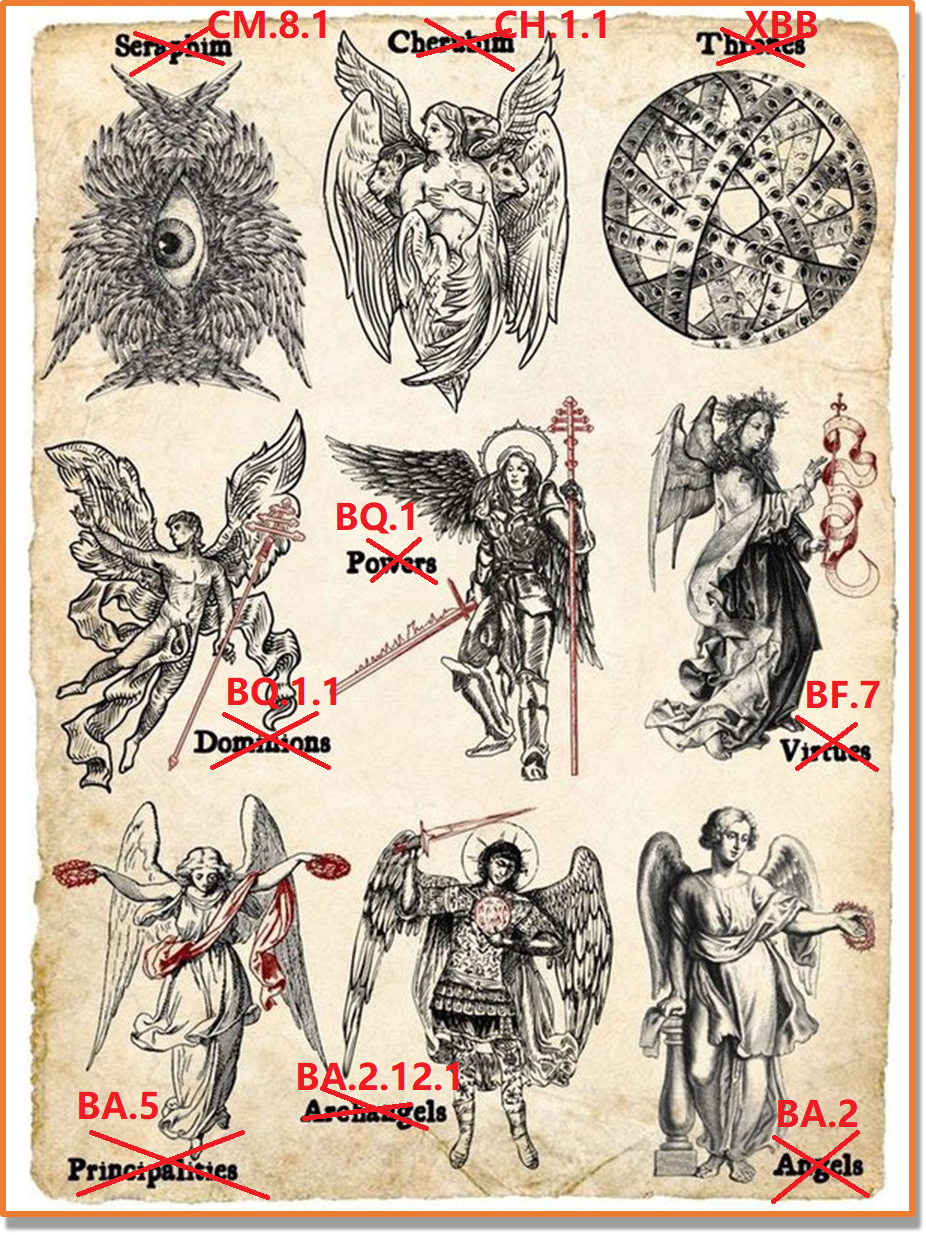 CM.8.1
Seraphim
CH.1.1
Cherubim
XBB
Thrones
BQ.1
Powers
BQ.1.1
Dominions
BF.7
Virtues
BA.5
Principalities
BA.2.12.1
Archangels
BA.2
Angels